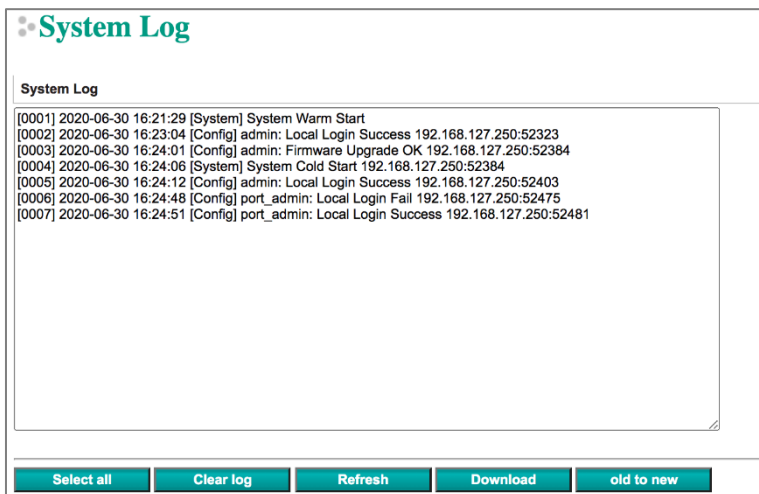 System Log
System Log
[0001] 2020-06-30 16:21:29 [System] System Warm Start
[0002] 2020-06-30 16:23:04 [Config] admin: Local Login Success 192.168.127.250:52323
[0003] 2020-06-30 16:24:01 [Config] admin: Firmware Upgrade OK 192.168.127.250:52384
[0004] 2020-06-30 16:24:06 [System] System Cold Start 192.168.127.250:52384
[0005] 2020-06-30 16:24:12 [Config] admin: Local Login Success 192.168.127.250:52403
[0006] 2020-06-30 16:24:48 [Config] port_admin: Local Login Fail 192.168.127.250:52475
[0007] 2020-06-30 16:24:51 [Config] port_admin: Local Login Success 192.168.127.250:52481
Select all Clear log Refresh Download old to new